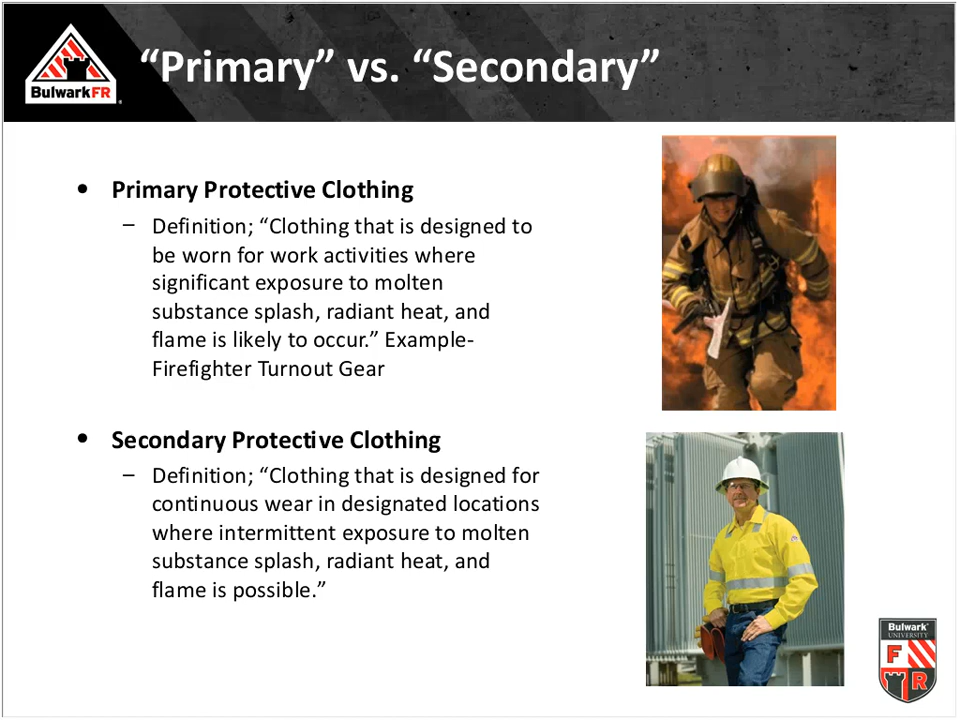 “Primary” vs. “Secondary”
BulwarkFR
• Primary Protective Clothing
– Definition; “Clothing that is designed to
be worn for work activities where
significant exposure to molten
substance splash, radiant heat, and
flame is likely to occur.” Example-
Firefighter Turnout Gear
• Secondary Protective Clothing
– Definition; “Clothing that is designed for
continuous wear in designated locations
where intermittent exposure to molten
substance splash, radiant heat, and
flame is possible.”
Bulwark®
UNIVERSITY
F
R